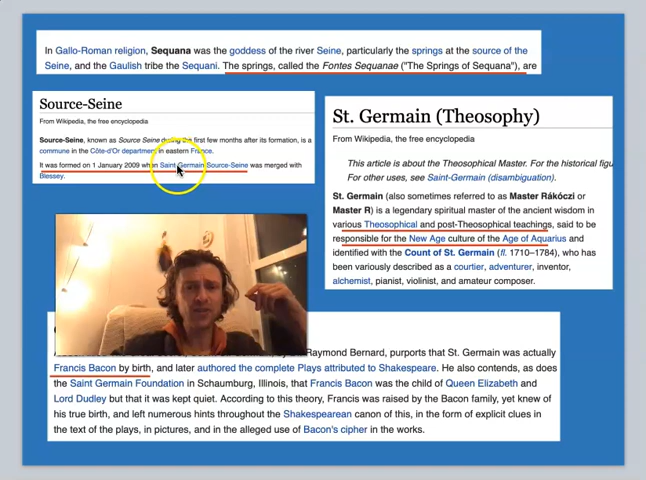 In Gallo-Roman religion, Sequana was the goddess of the river Seine, particularly the springs at the source of the
Seine, and the Gaulish tribe the Sequani. The springs, called the Fontes Sequanae ("The Springs of Sequana"), are
Source-Seine
From Wikipedia, the free encyclopedia
Source-Seine, known as Source Seine during the first few months after its formation, is a
commune in the Côte-d'Or department in eastern France.
It was formed on 1 January 2009 when Saint-Germain-Source-Seine was merged with
Blessey.
St. Germain (Theosophy)
From Wikipedia, the free encyclopedia
This article is about the Theosophical Master. For the historical figu
For other uses, see Saint-Germain (disambiguation).
St. Germain (also sometimes referred to as Master Rákóczi or
Master R) is a legendary spiritual master of the ancient wisdom in
various Theosophical and post-Theosophical teachings, said to be
responsible for the New Age culture of the Age of Aquarius and
identified with the Count of St. Germain (fl. 1710–1784), who has
been variously described as a courtier, adventurer, inventor,
alchemist, pianist, violinist, and amateur composer.
Raymond Bernard, purports that St. Germain was actually
Francis Bacon by birth, and later authored the complete Plays attributed to Shakespeare. He also contends, as does
the Saint Germain Foundation in Schaumburg, Illinois, that Francis Bacon was the child of Queen Elizabeth and
Lord Dudley but that it was kept quiet. According to this theory, Francis was raised by the Bacon family, yet knew of
his true birth, and left numerous hints throughout the Shakespearean canon of this, in the form of explicit clues in
the text of the plays, in pictures, and in the alleged use of Bacon's cipher in the works.